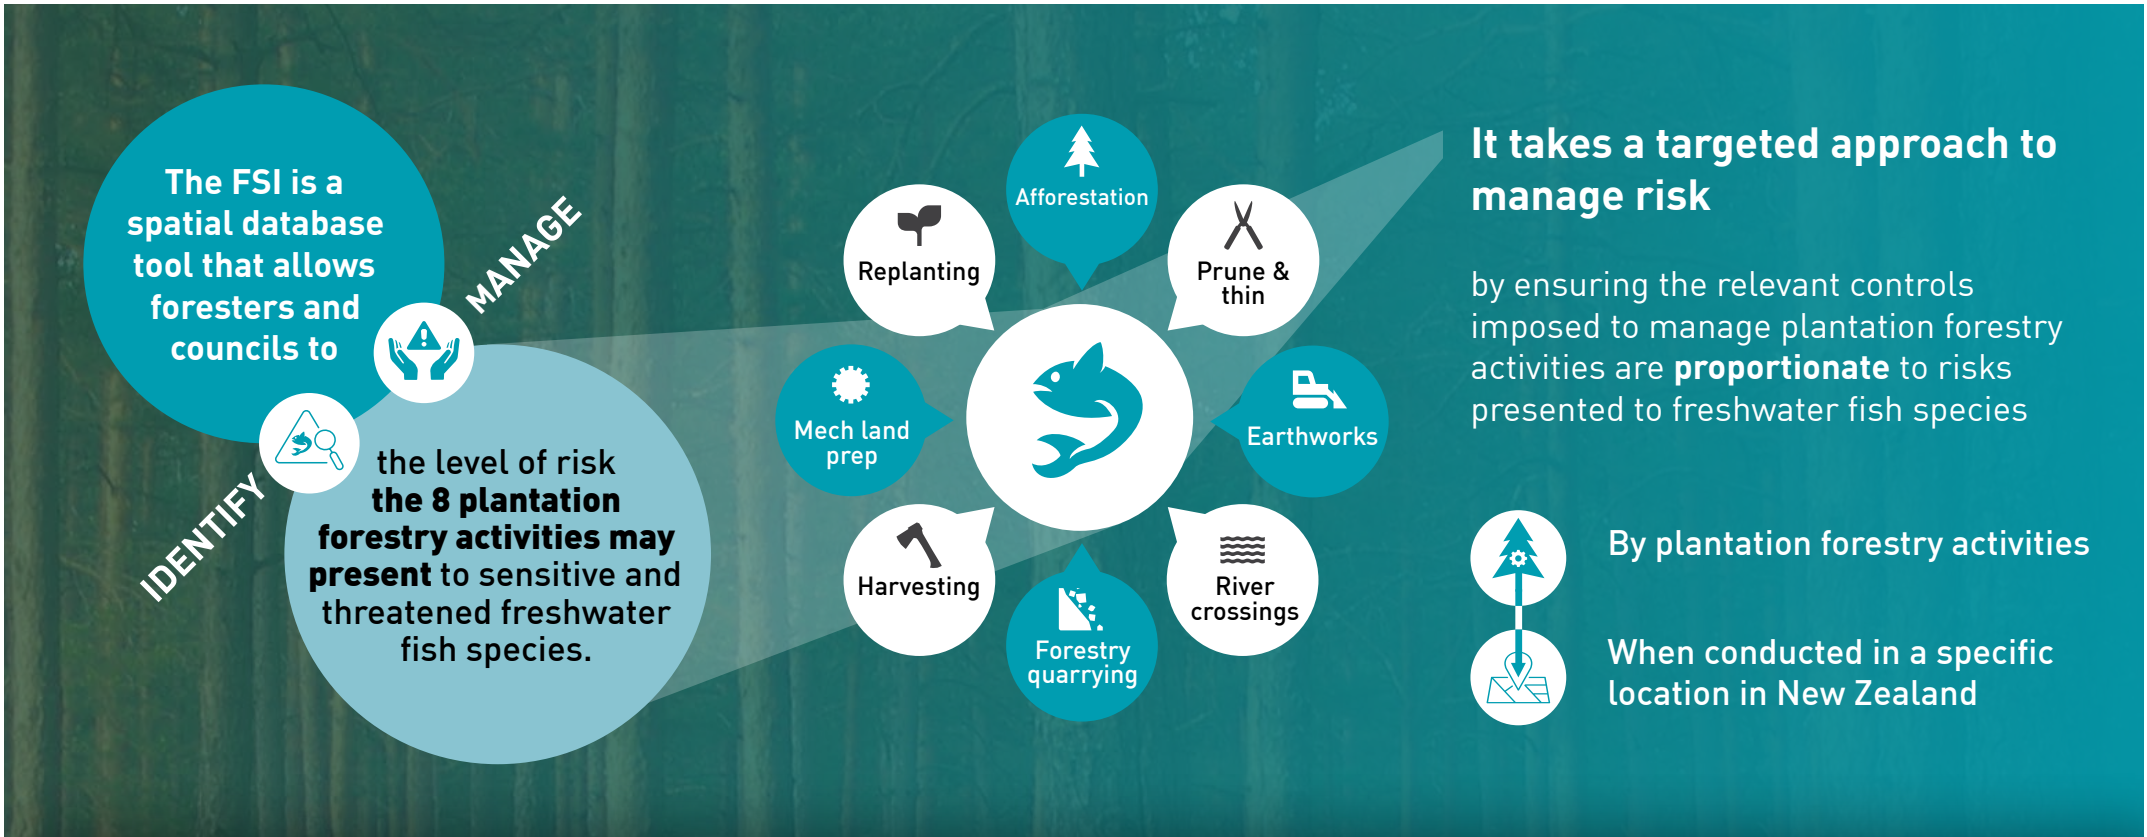 The FSI is a
spatial database
tool that allows
foresters and
councils to
IDENTIFY
MANAGE
the level of risk
the 8 plantation
forestry activities may
present to sensitive and
threatened freshwater
fish species.
Afforestation
Prune &
thin
Earthworks
River
crossings
Forestry
quarrying
Harvesting
Mech land
prep
Replanting
It takes a targeted approach to
manage risk
by ensuring the relevant controls
imposed to manage plantation forestry
activities are proportionate to risks
presented to freshwater fish species
By plantation forestry activities
When conducted in a specific
location in New Zealand